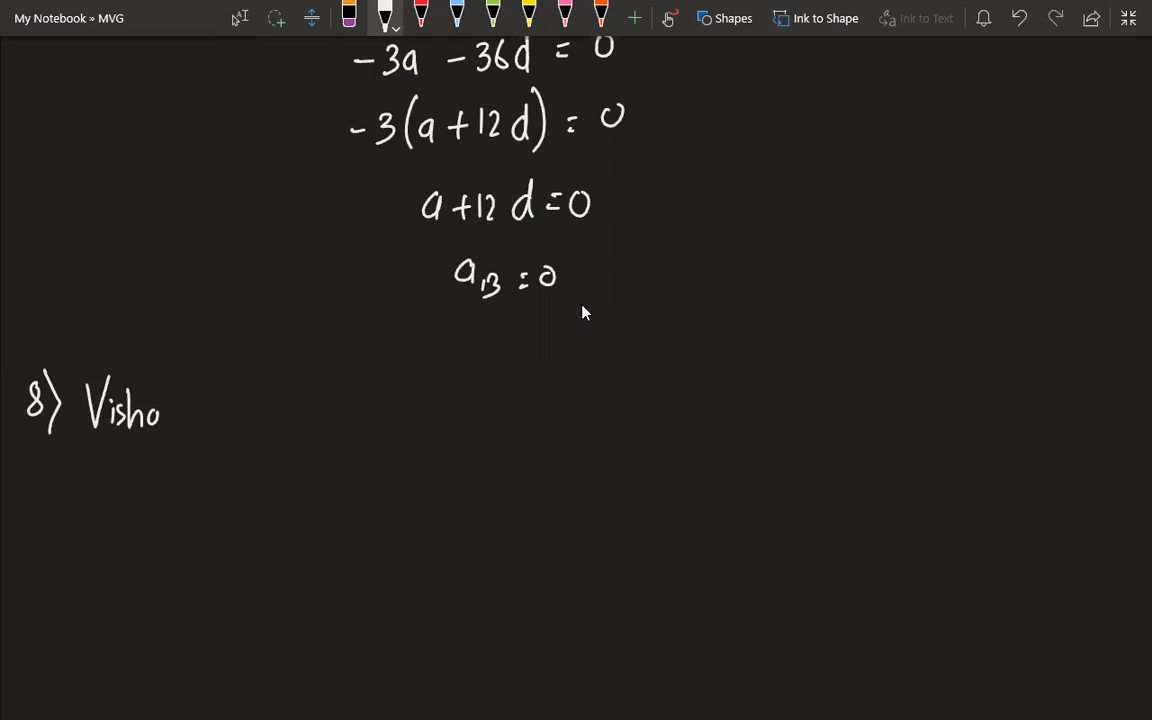 My Notebook » MVG
Shapes
Ink to Shape
Ink to Text
-3a - 36d = 0
-3(a+12d) = 0
a+12d=0
a₁₃ = 0
8) Visho